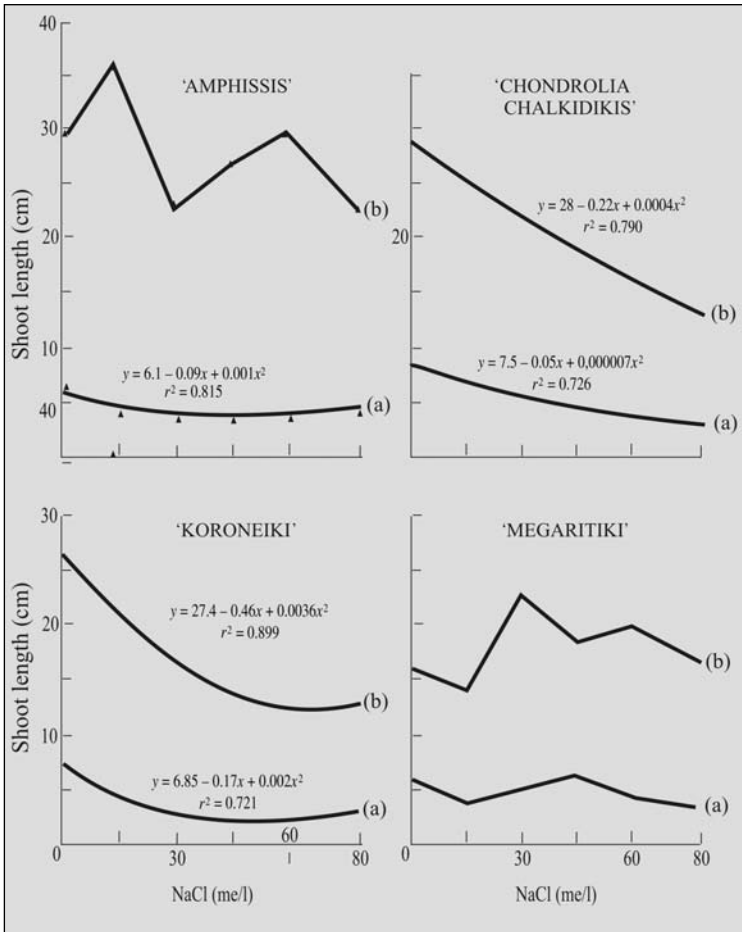 40
30
20
10
40
Shoot length (cm)
‘AMPHISSIS’
(b)
y = 6.1 – 0.09x + 0.001x²
r² = 0.815
(a)
‘CHONDROLIA
CHALKIDIKIS’
20
y = 28 – 0.22x + 0.0004x²
r² = 0.790
(b)
y = 7.5 – 0.05x + 0,000007x²
r² = 0.726
(a)
30
20
10
0
Shoot length (cm)
‘KORONEIKI’
y = 27.4 – 0.46x + 0.0036x²
r² = 0.899
(b)
y = 6.85 – 0.17x + 0.002x²
r² = 0.721
(a)
30
60
80
NaCl (me/l)
‘MEGARITIKI’
(b)
(a)
0
30
60
80
NaCl (me/l)